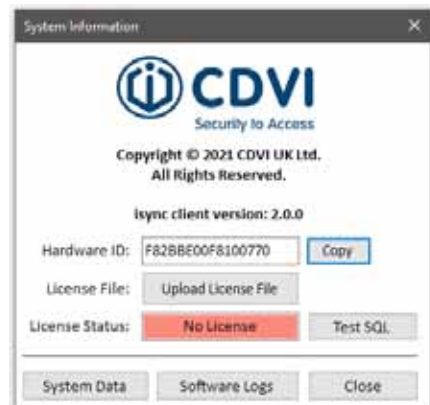 System Information
CDVI
Security to Access
Copyright © 2021 CDVI UK Ltd.
All Rights Reserved.
isync client version: 2.0.0
Hardware ID: F82BBE00F8100770 Copy
License File: Upload License File
License Status: No License Test SQL
System Data Software Logs Close